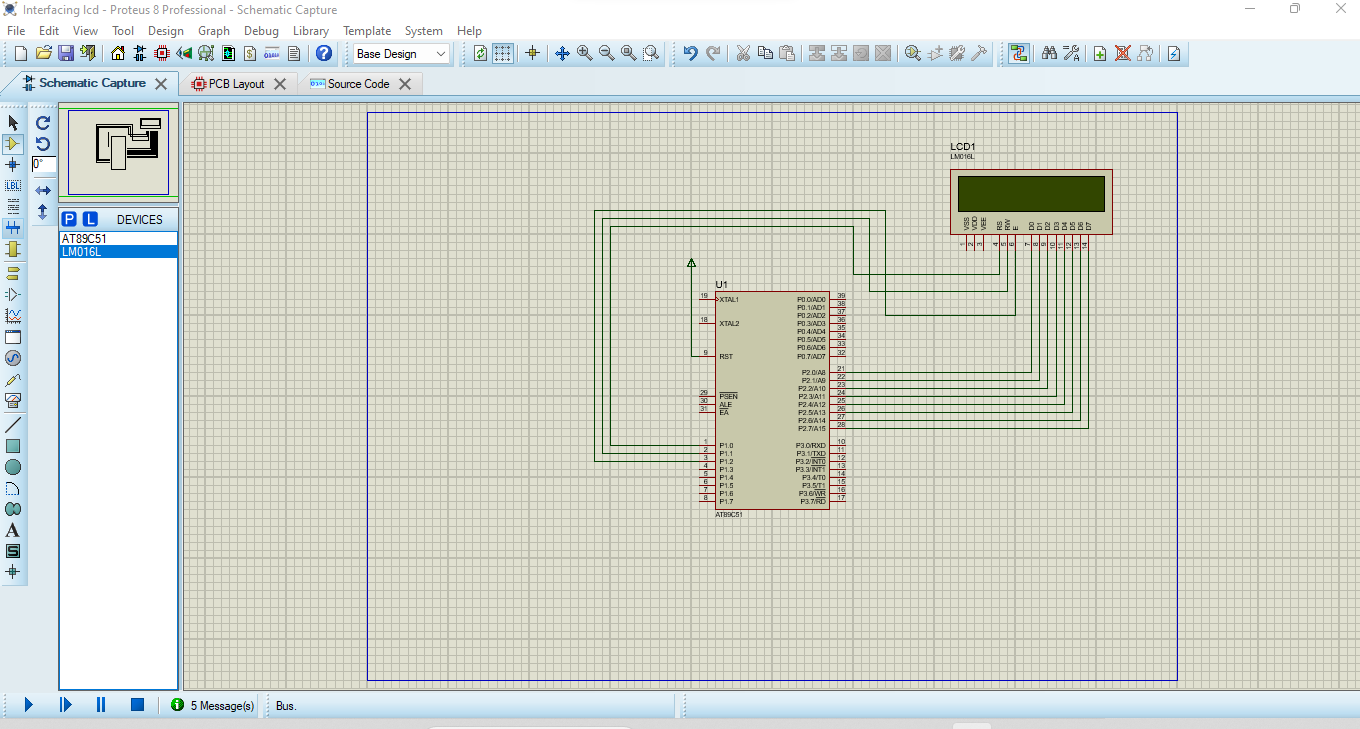 Interfacing lcd - Proteus 8 Professional - Schematic Capture
File Edit View Tool Design Graph Debug Library Template System Help
Base Design
Schematic Capture
PCB Layout
Source Code
0°
LBL
P L DEVICES
AT89C51
LM016L
A
S
LCD1
LM016L
VSS
VDD
VEE
RS
RW
E
D0
D1
D2
D3
D4
D5
D6
D7
1
2
3
4
5
6
7
8
9
10
11
12
13
14
U1
19 XTAL1
18 XTAL2
9 RST
29 PSEN
30 ALE
31 EA
1 P1.0
2 P1.1
3 P1.2
4 P1.3
5 P1.4
6 P1.5
7 P1.6
8 P1.7
P0.0/AD0 39
P0.1/AD1 38
P0.2/AD2 37
P0.3/AD3 36
P0.4/AD4 35
P0.5/AD5 34
P0.6/AD6 33
P0.7/AD7 32
P2.0/A8 21
P2.1/A9 22
P2.2/A10 23
P2.3/A11 24
P2.4/A12 25
P2.5/A13 26
P2.6/A14 27
P2.7/A15 28
P3.0/RXD 10
P3.1/TXD 11
P3.2/INT0 12
P3.3/INT1 13
P3.4/T0 14
P3.5/T1 15
P3.6/WR 16
P3.7/RD 17
AT89C51
5 Message(s)
Bus.